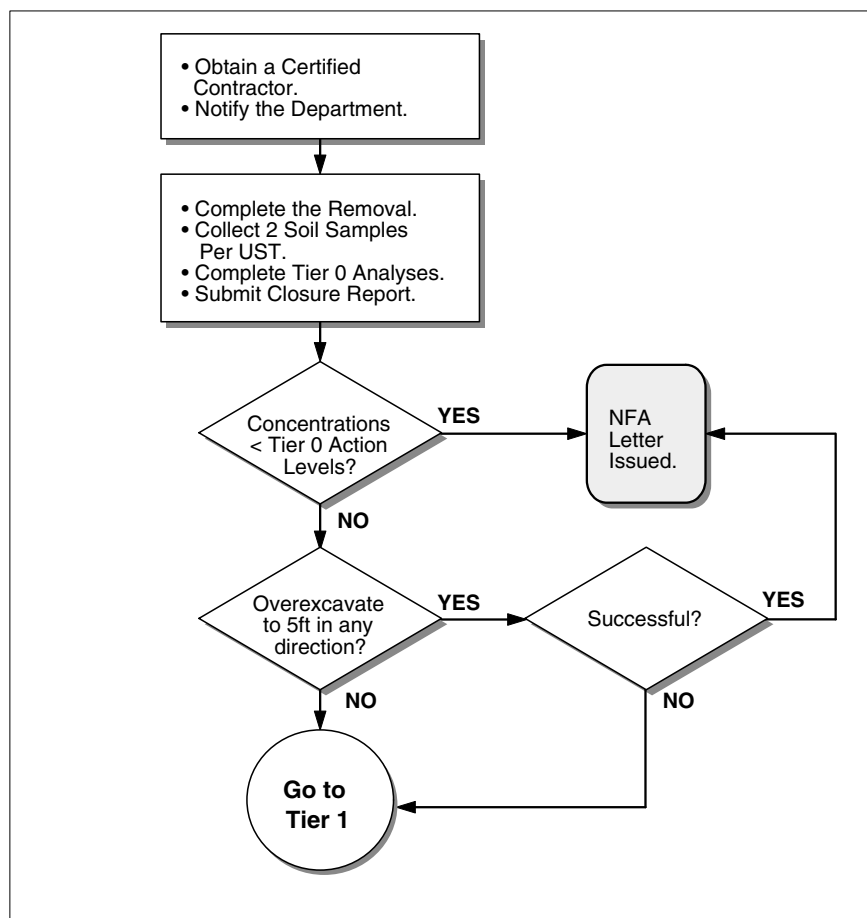 • Obtain a Certified
Contractor.
• Notify the Department.
• Complete the Removal.
• Collect 2 Soil Samples
Per UST.
• Complete Tier 0 Analyses.
• Submit Closure Report.
Concentrations
< Tier 0 Action
Levels?
YES
NFA
Letter
Issued.
NO
Overexcavate
to 5ft in any
direction?
YES
Successful?
YES
NO
NO
Go to
Tier 1